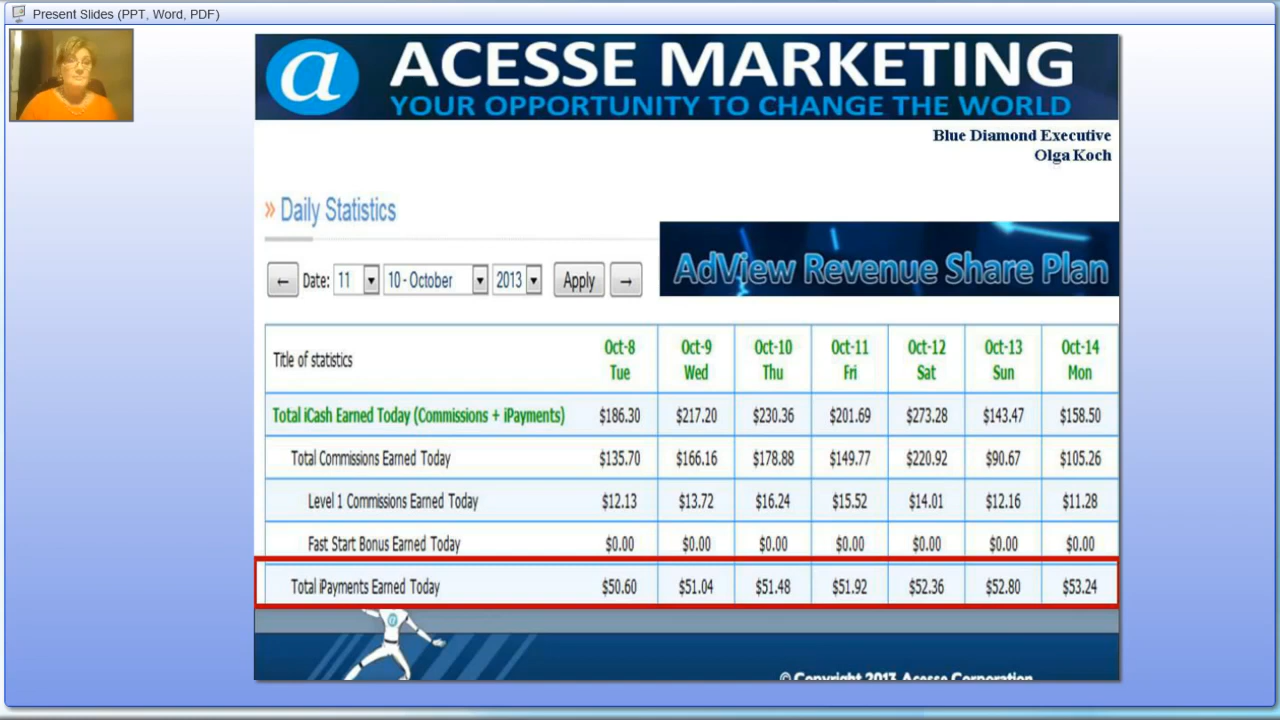 Present Slides (PPT, Word, PDF)
a ACESSE MARKETING
YOUR OPPORTUNITY TO CHANGE THE WORLD
Blue Diamond Executive
Olga Koch
» Daily Statistics
AdView Revenue Share Plan
← Date: 11 10 - October 2013 Apply →
Title of statistics Oct-8 Tue Oct-9 Wed Oct-10 Thu Oct-11 Fri Oct-12 Sat Oct-13 Sun Oct-14 Mon
Total iCash Earned Today (Commissions + iPayments) $186.30 $217.20 $230.36 $201.69 $273.28 $143.47 $158.50
Total Commissions Earned Today $135.70 $166.16 $178.88 $149.77 $220.92 $90.67 $105.26
Level 1 Commissions Earned Today $12.13 $13.72 $16.24 $15.52 $14.01 $12.16 $11.28
Fast Start Bonus Earned Today $0.00 $0.00 $0.00 $0.00 $0.00 $0.00 $0.00
Total iPayments Earned Today $50.60 $51.04 $51.48 $51.92 $52.36 $52.80 $53.24
a
© Copyright 2013 Acesse Corporation